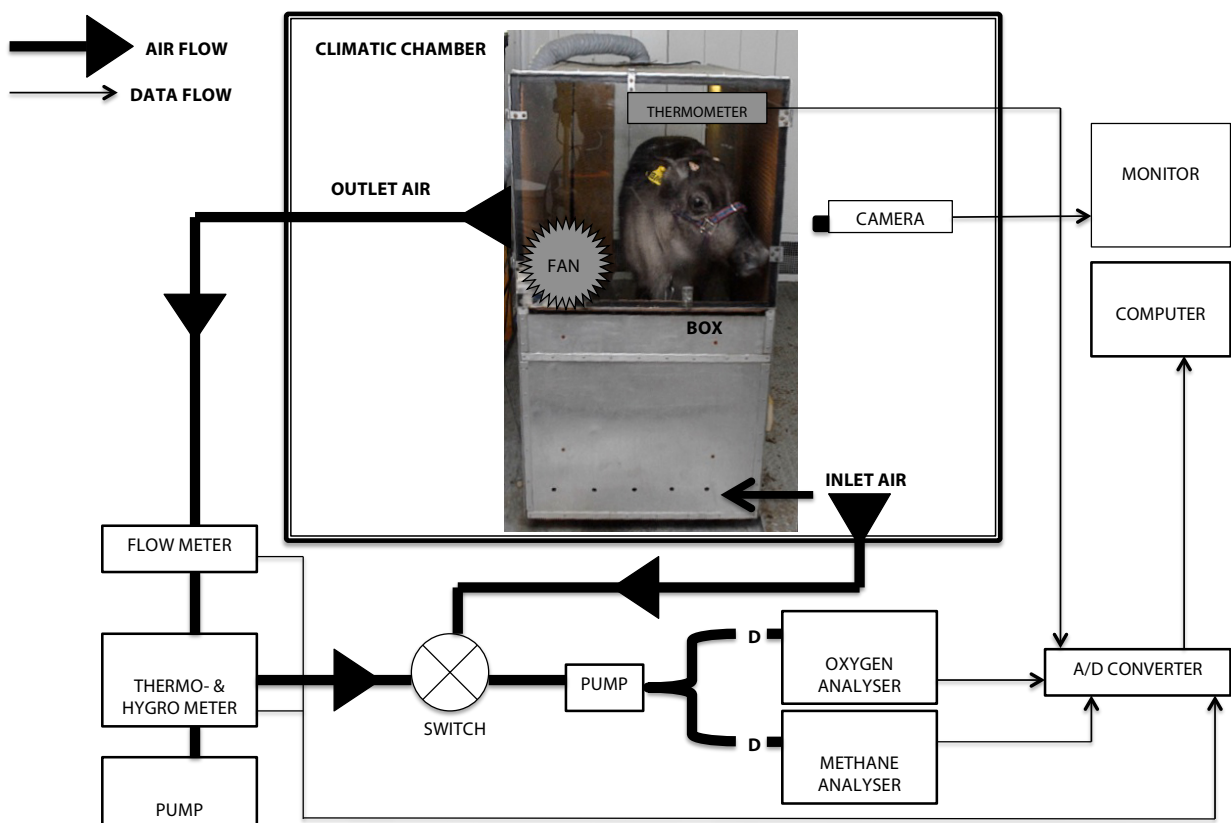 AIR FLOW
DATA FLOW
CLIMATIC CHAMBER
THERMOMETER
OUTLET AIR
CAMERA
MONITOR
FAN
BOX
COMPUTER
INLET AIR
FLOW METER
THERMO- &
HYGRO METER
SWITCH
PUMP
D
OXYGEN
ANALYSER
A/D CONVERTER
D
METHANE
ANALYSER
PUMP